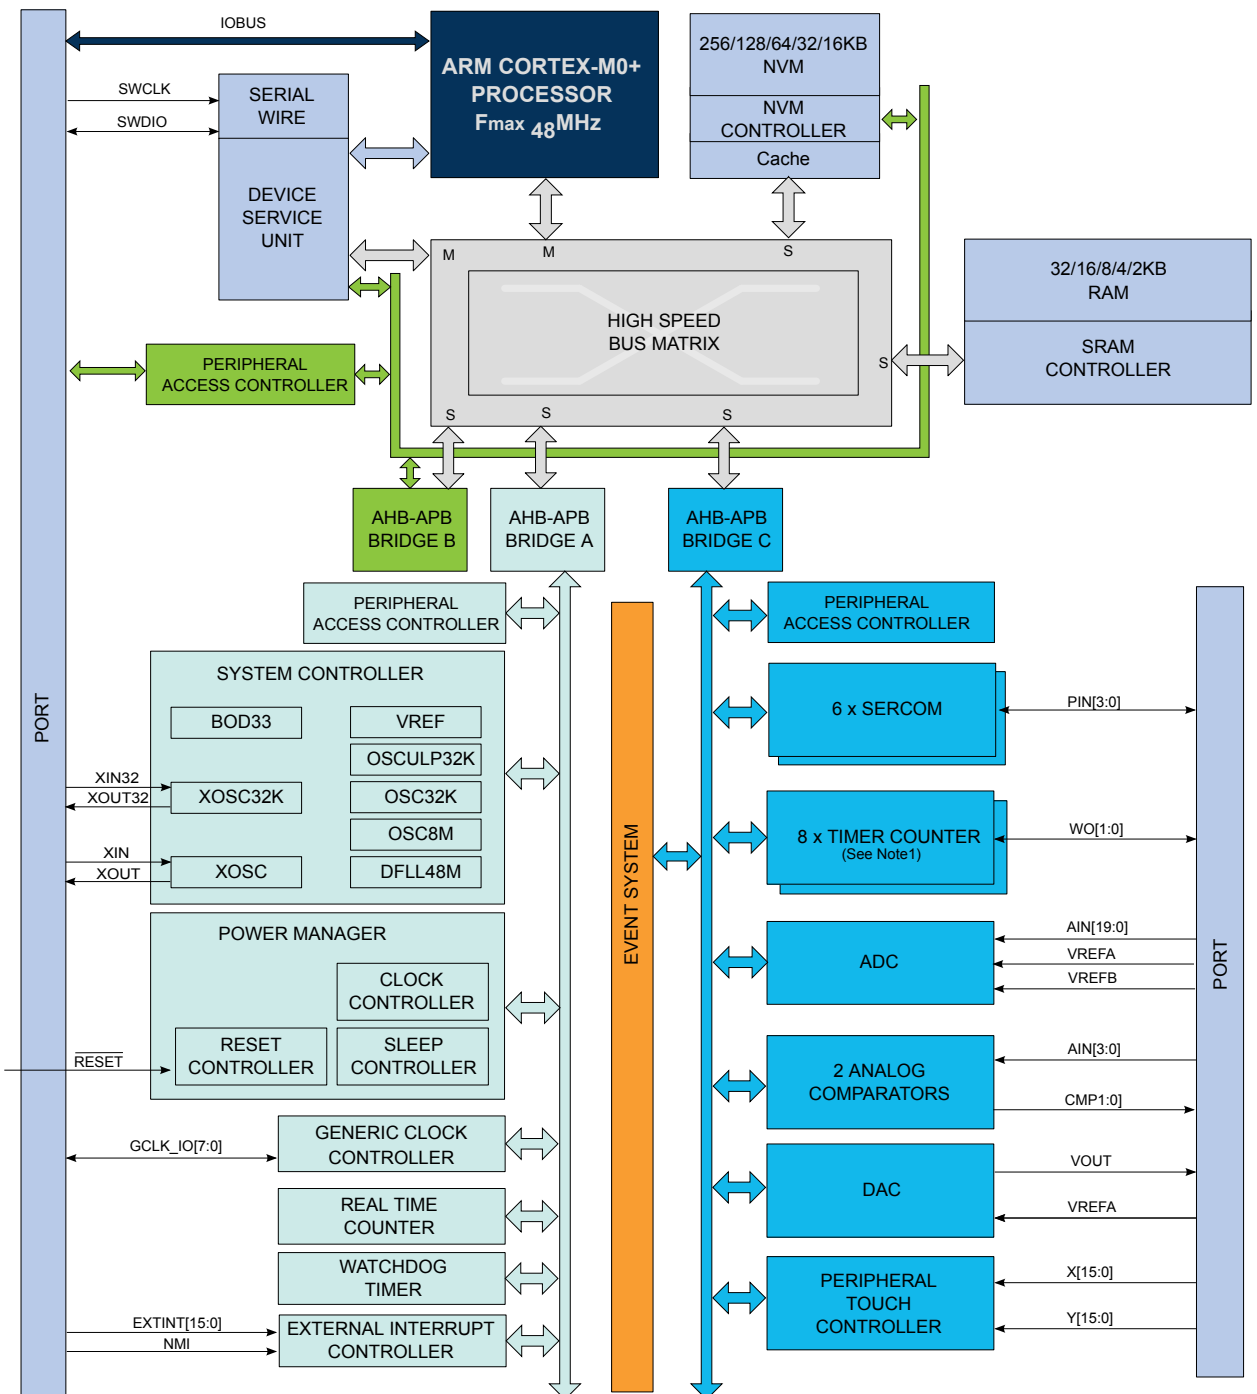 IOBUS
ARM CORTEX-M0+
PROCESSOR
Fmax 48MHz
256/128/64/32/16KB
NVM
NVM
CONTROLLER
Cache
SWCLK
SWDIO
SERIAL
WIRE
DEVICE
SERVICE
UNIT
M
M
S
32/16/8/4/2KB
RAM
SRAM
CONTROLLER
HIGH SPEED
BUS MATRIX
S
PERIPHERAL
ACCESS CONTROLLER
S
S
S
AHB-APB
BRIDGE B
AHB-APB
BRIDGE A
AHB-APB
BRIDGE C
PORT
PERIPHERAL
ACCESS CONTROLLER
SYSTEM CONTROLLER
BOD33
VREF
OSCULP32K
XIN32
XOUT32
XOSC32K
OSC32K
OSC8M
XIN
XOUT
XOSC
DFLL48M
POWER MANAGER
CLOCK
CONTROLLER
RESET
RESET
CONTROLLER
SLEEP
CONTROLLER
GCLK_IO[7:0]
GENERIC CLOCK
CONTROLLER
REAL TIME
COUNTER
WATCHDOG
TIMER
EXTINT[15:0]
NMI
EXTERNAL INTERRUPT
CONTROLLER
EVENT SYSTEM
PERIPHERAL
ACCESS CONTROLLER
6 x SERCOM
PIN[3:0]
8 x TIMER COUNTER
(See Note1)
WO[1:0]
ADC
AIN[19:0]
VREFA
VREFB
2 ANALOG
COMPARATORS
AIN[3:0]
CMP1:0]
DAC
VOUT
VREFA
PERIPHERAL
TOUCH
CONTROLLER
X[15:0]
Y[15:0]
PORT